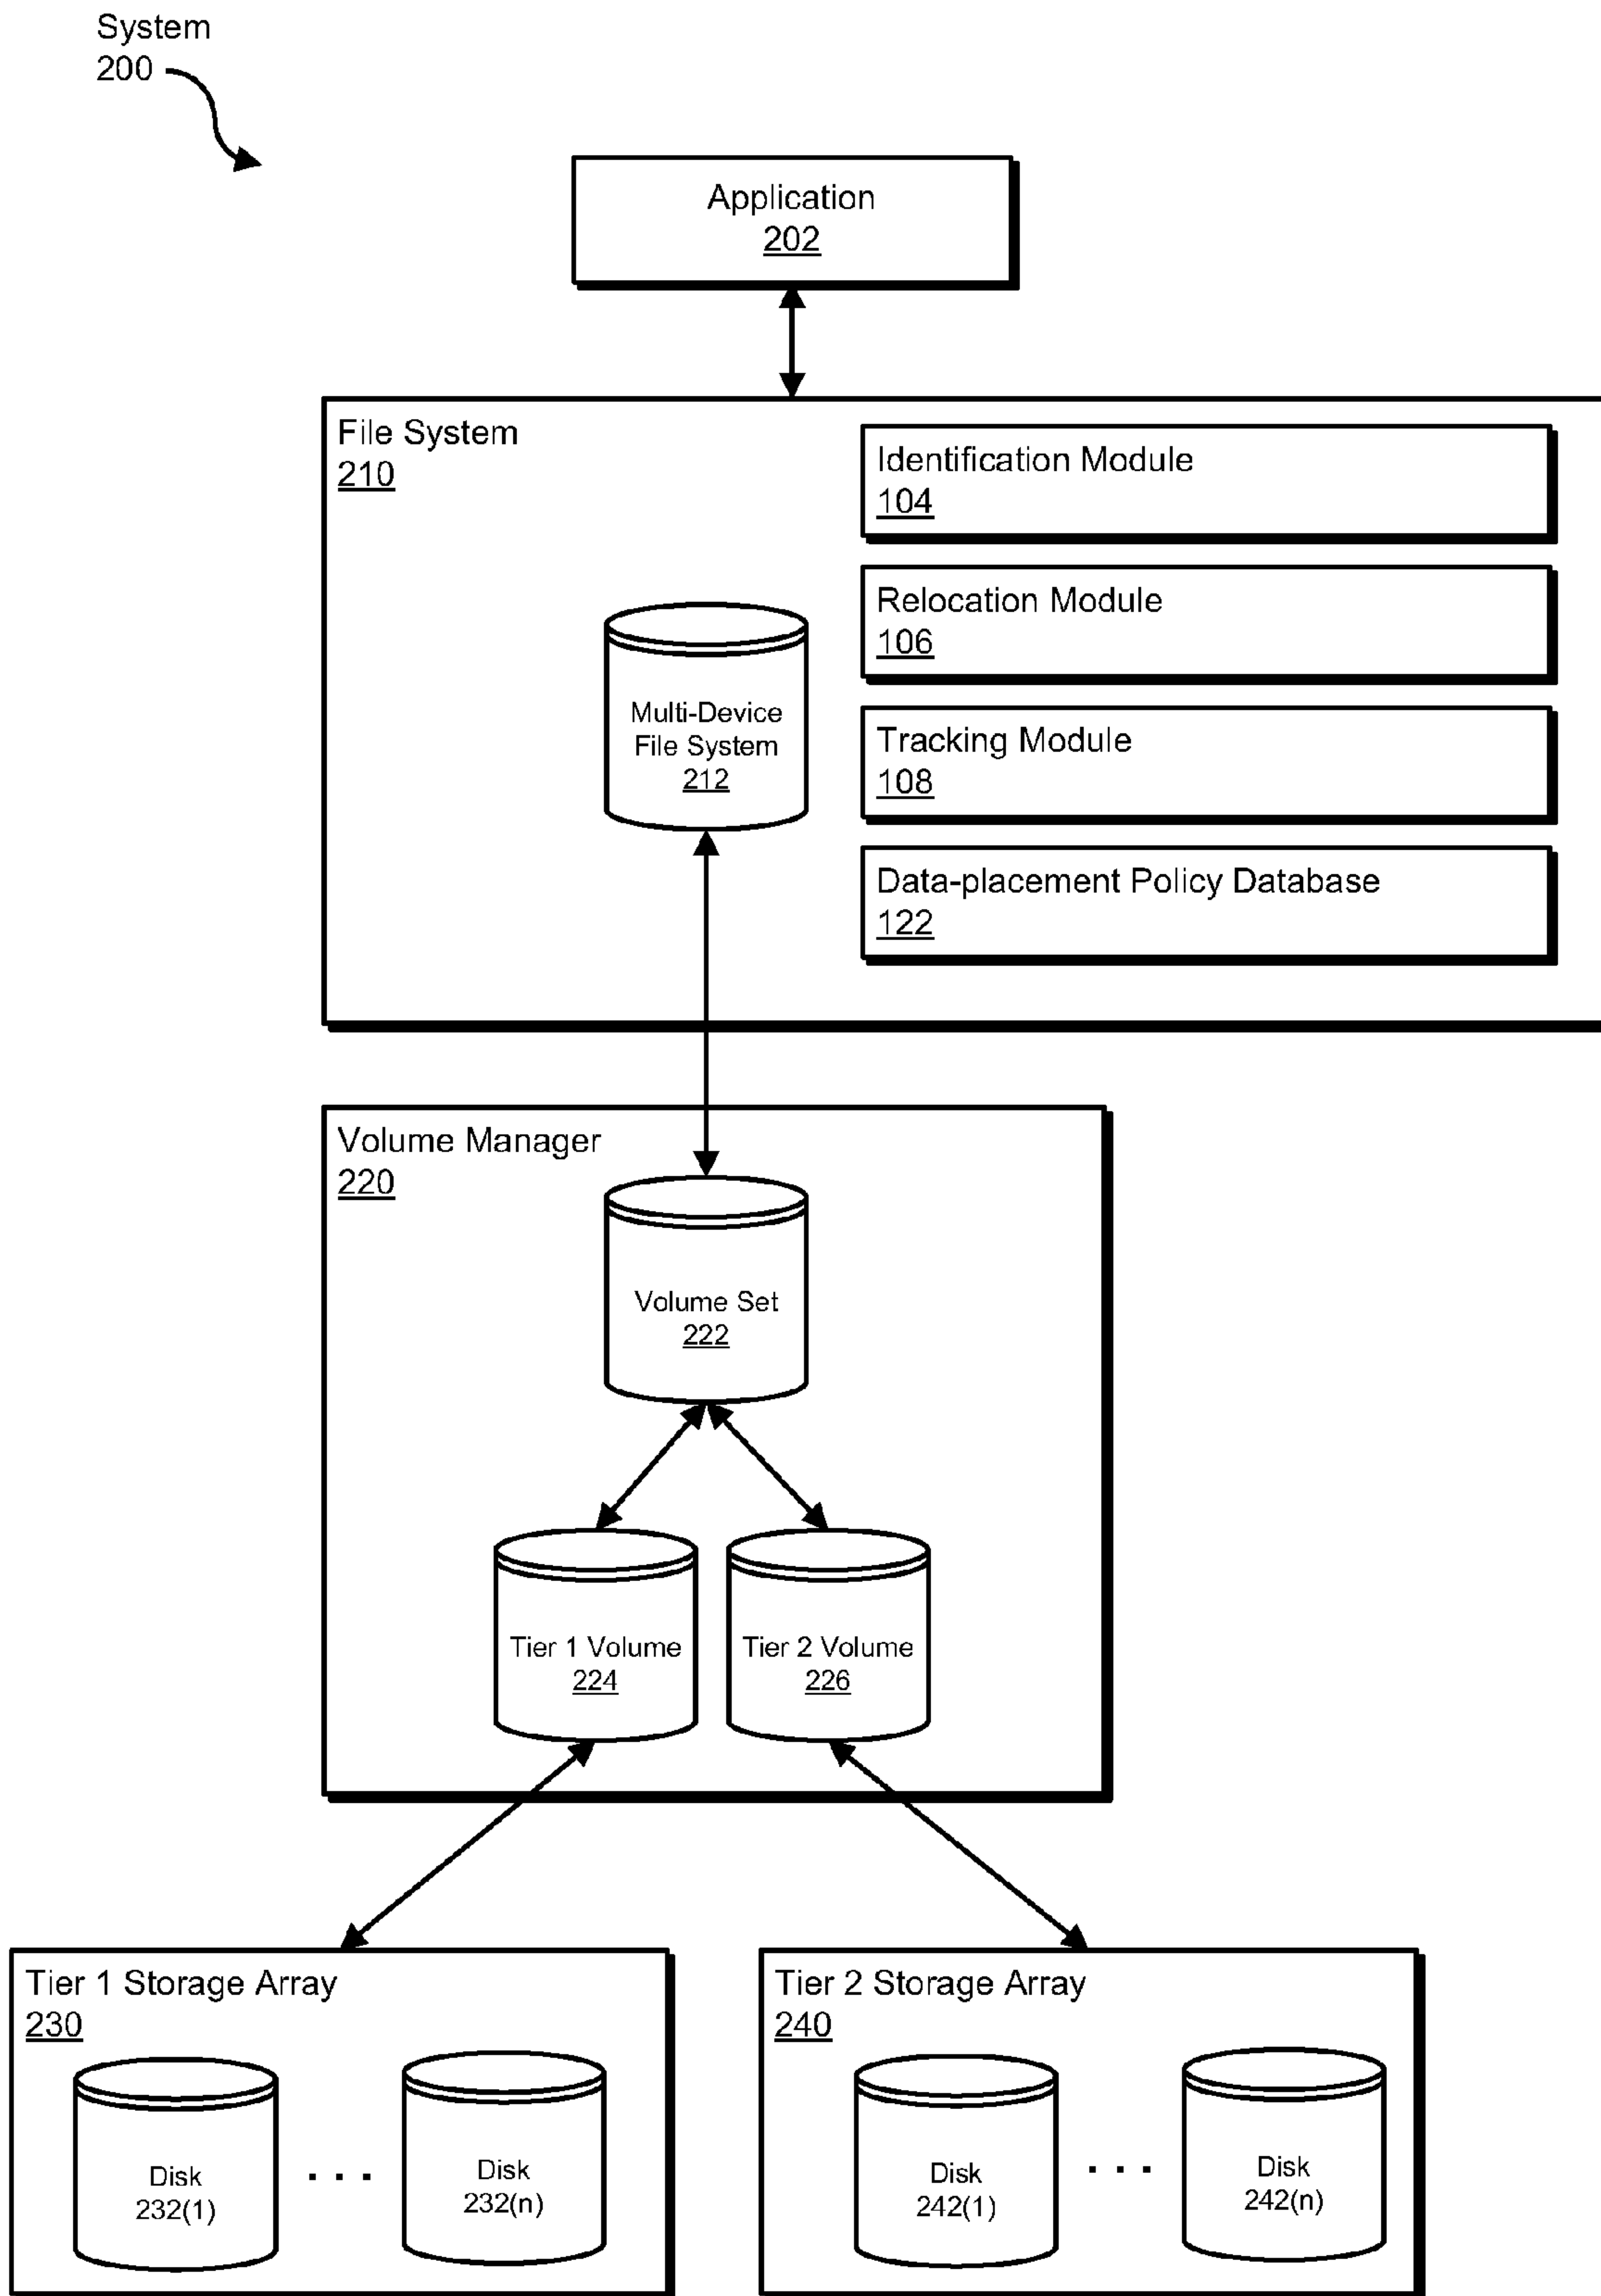 System
200
Application
202
File System
210
Identification Module
104
Relocation Module
106
Tracking Module
108
Data-placement Policy Database
122
Multi-Device
File System
212
Volume Manager
220
Volume Set
222
Tier 1 Volume
224
Tier 2 Volume
226
Tier 1 Storage Array
230
Disk
232(1)
. . .
Disk
232(n)
Tier 2 Storage Array
240
Disk
242(1)
. . .
Disk
242(n)